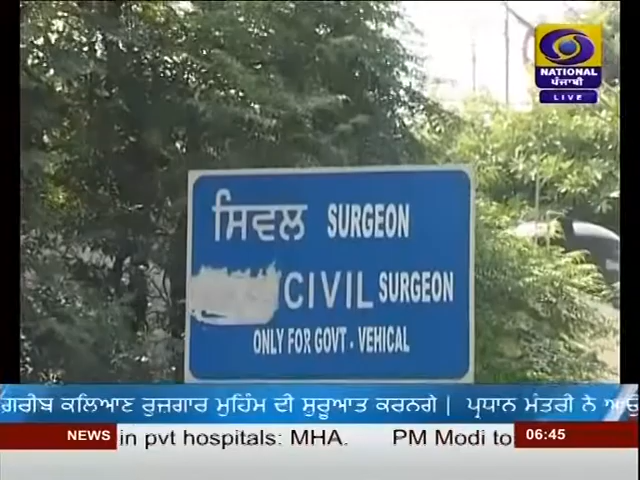 NATIONAL
ਪੰਜਾਬੀ
LIVE
ਸਿਵਲ SURGEON
CIVIL SURGEON
ONLY FOR GOVT. VEHICAL
ਗ਼ਰੀਬ ਕਲਿਆਣ ਰੁਜ਼ਗਾਰ ਮੁਹਿੰਮ ਦੀ ਸ਼ੁਰੂਆਤ ਕਰਨਗੇ | ਪ੍ਰਧਾਨ ਮੰਤਰੀ ਨੇ
NEWS in pvt hospitals: MHA. PM Modi to 06:45